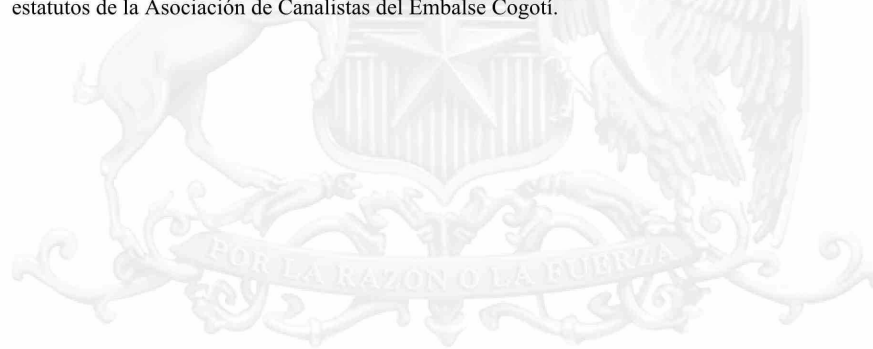 estatutos de la Asociación de Canalistas del Embalse Cogotí.
POR LA RAZON O LA FUERZA